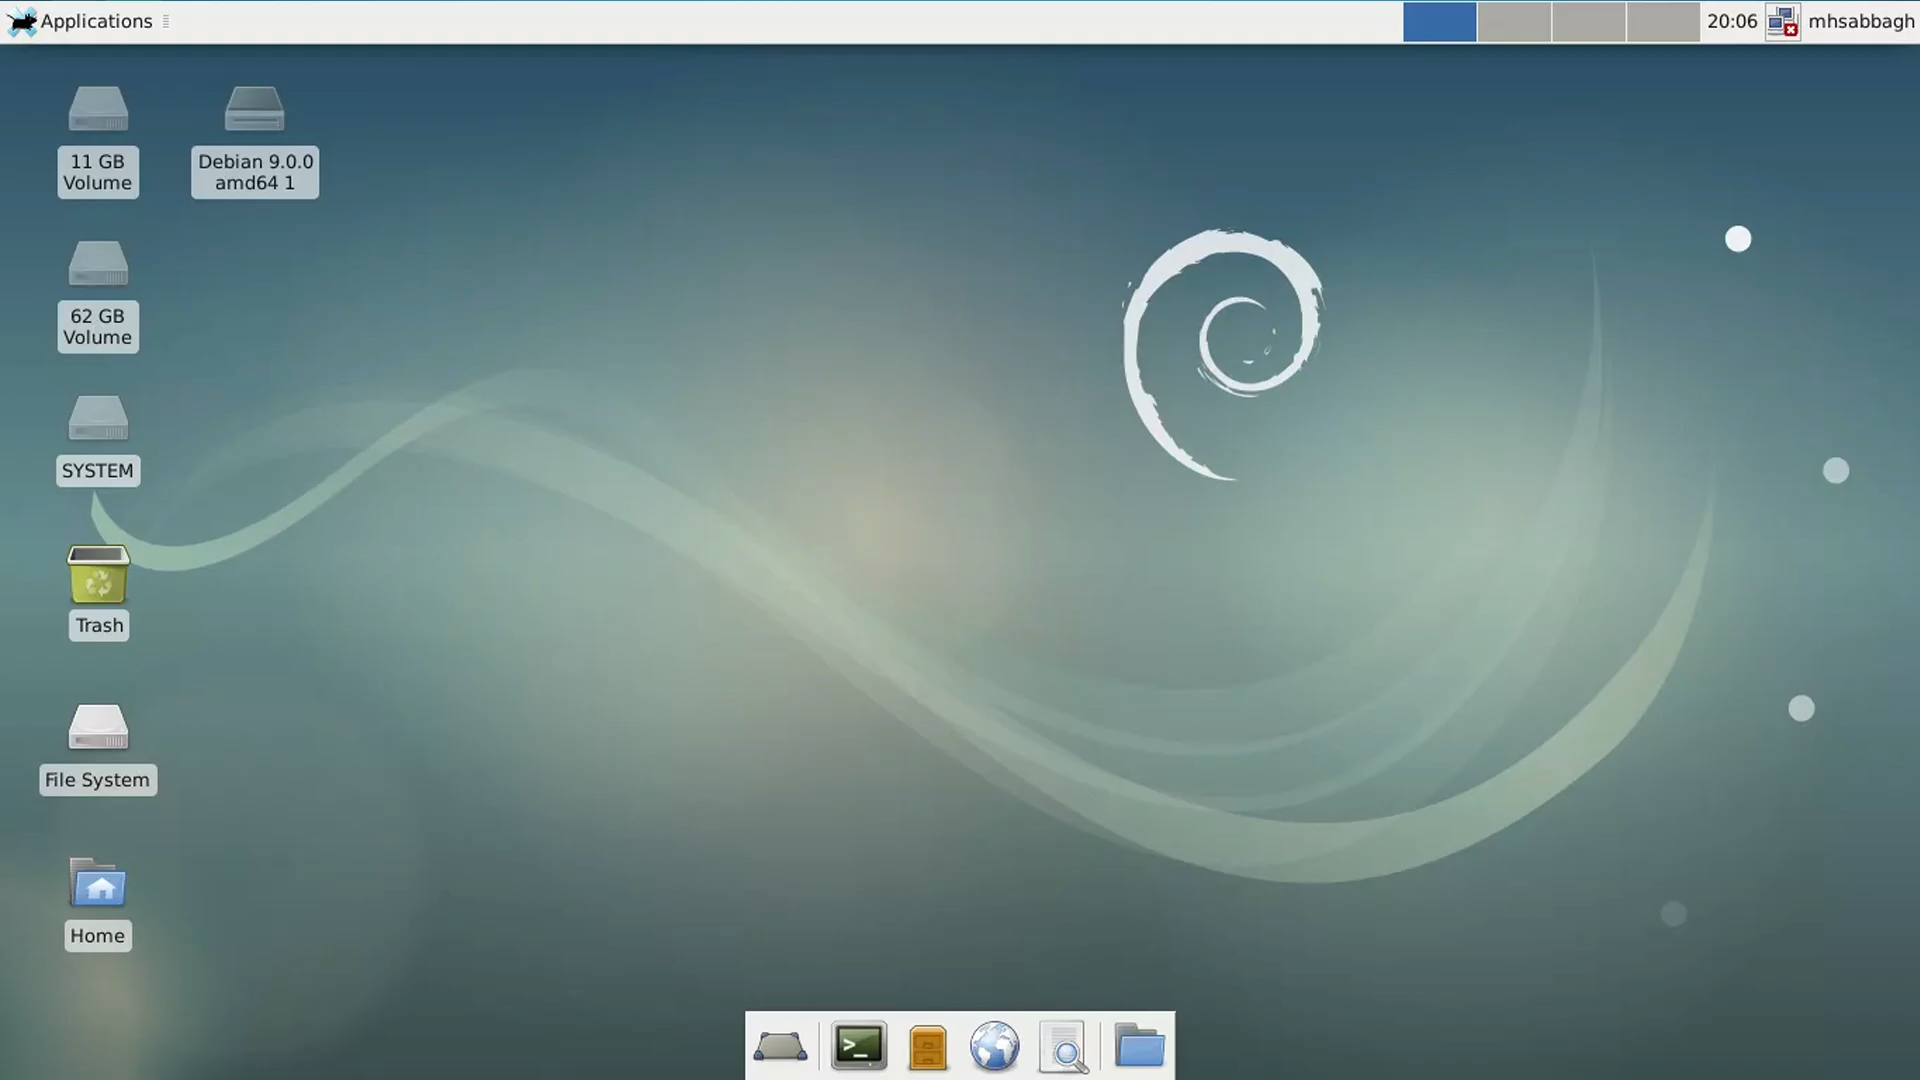 Applications
20:06
mhsabbagh
11 GB
Volume
Debian 9.0.0
amd64 1
62 GB
Volume
SYSTEM
Trash
File System
Home
>_